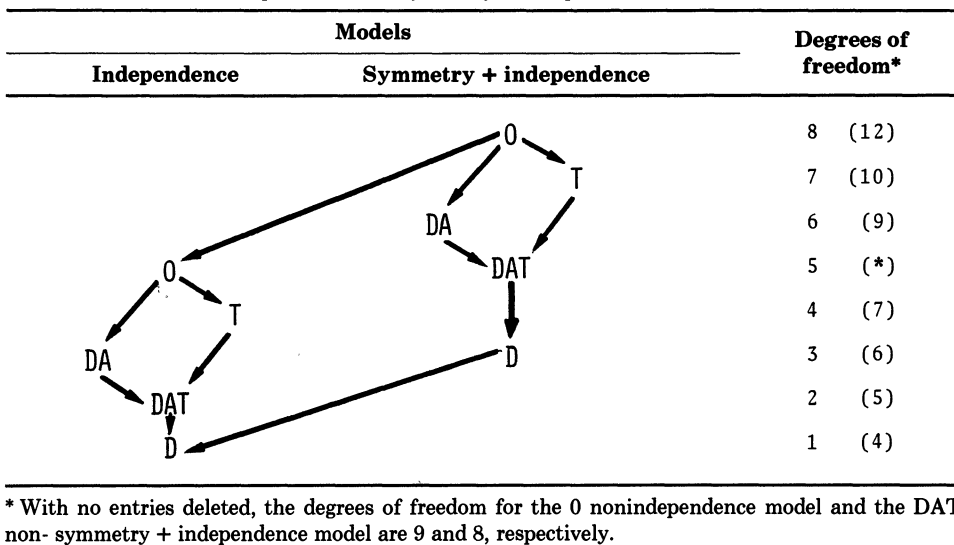 Models
Degrees of
freedom*
Independence Symmetry + independence
O 8 (12)
T 7 (10)
DA 6 (9)
O DAT 5 (*)
T 4 (7)
DA D 3 (6)
DAT 2 (5)
D 1 (4)
* With no entries deleted, the degrees of freedom for the 0 nonindependence model and the DAT
non- symmetry + independence model are 9 and 8, respectively.